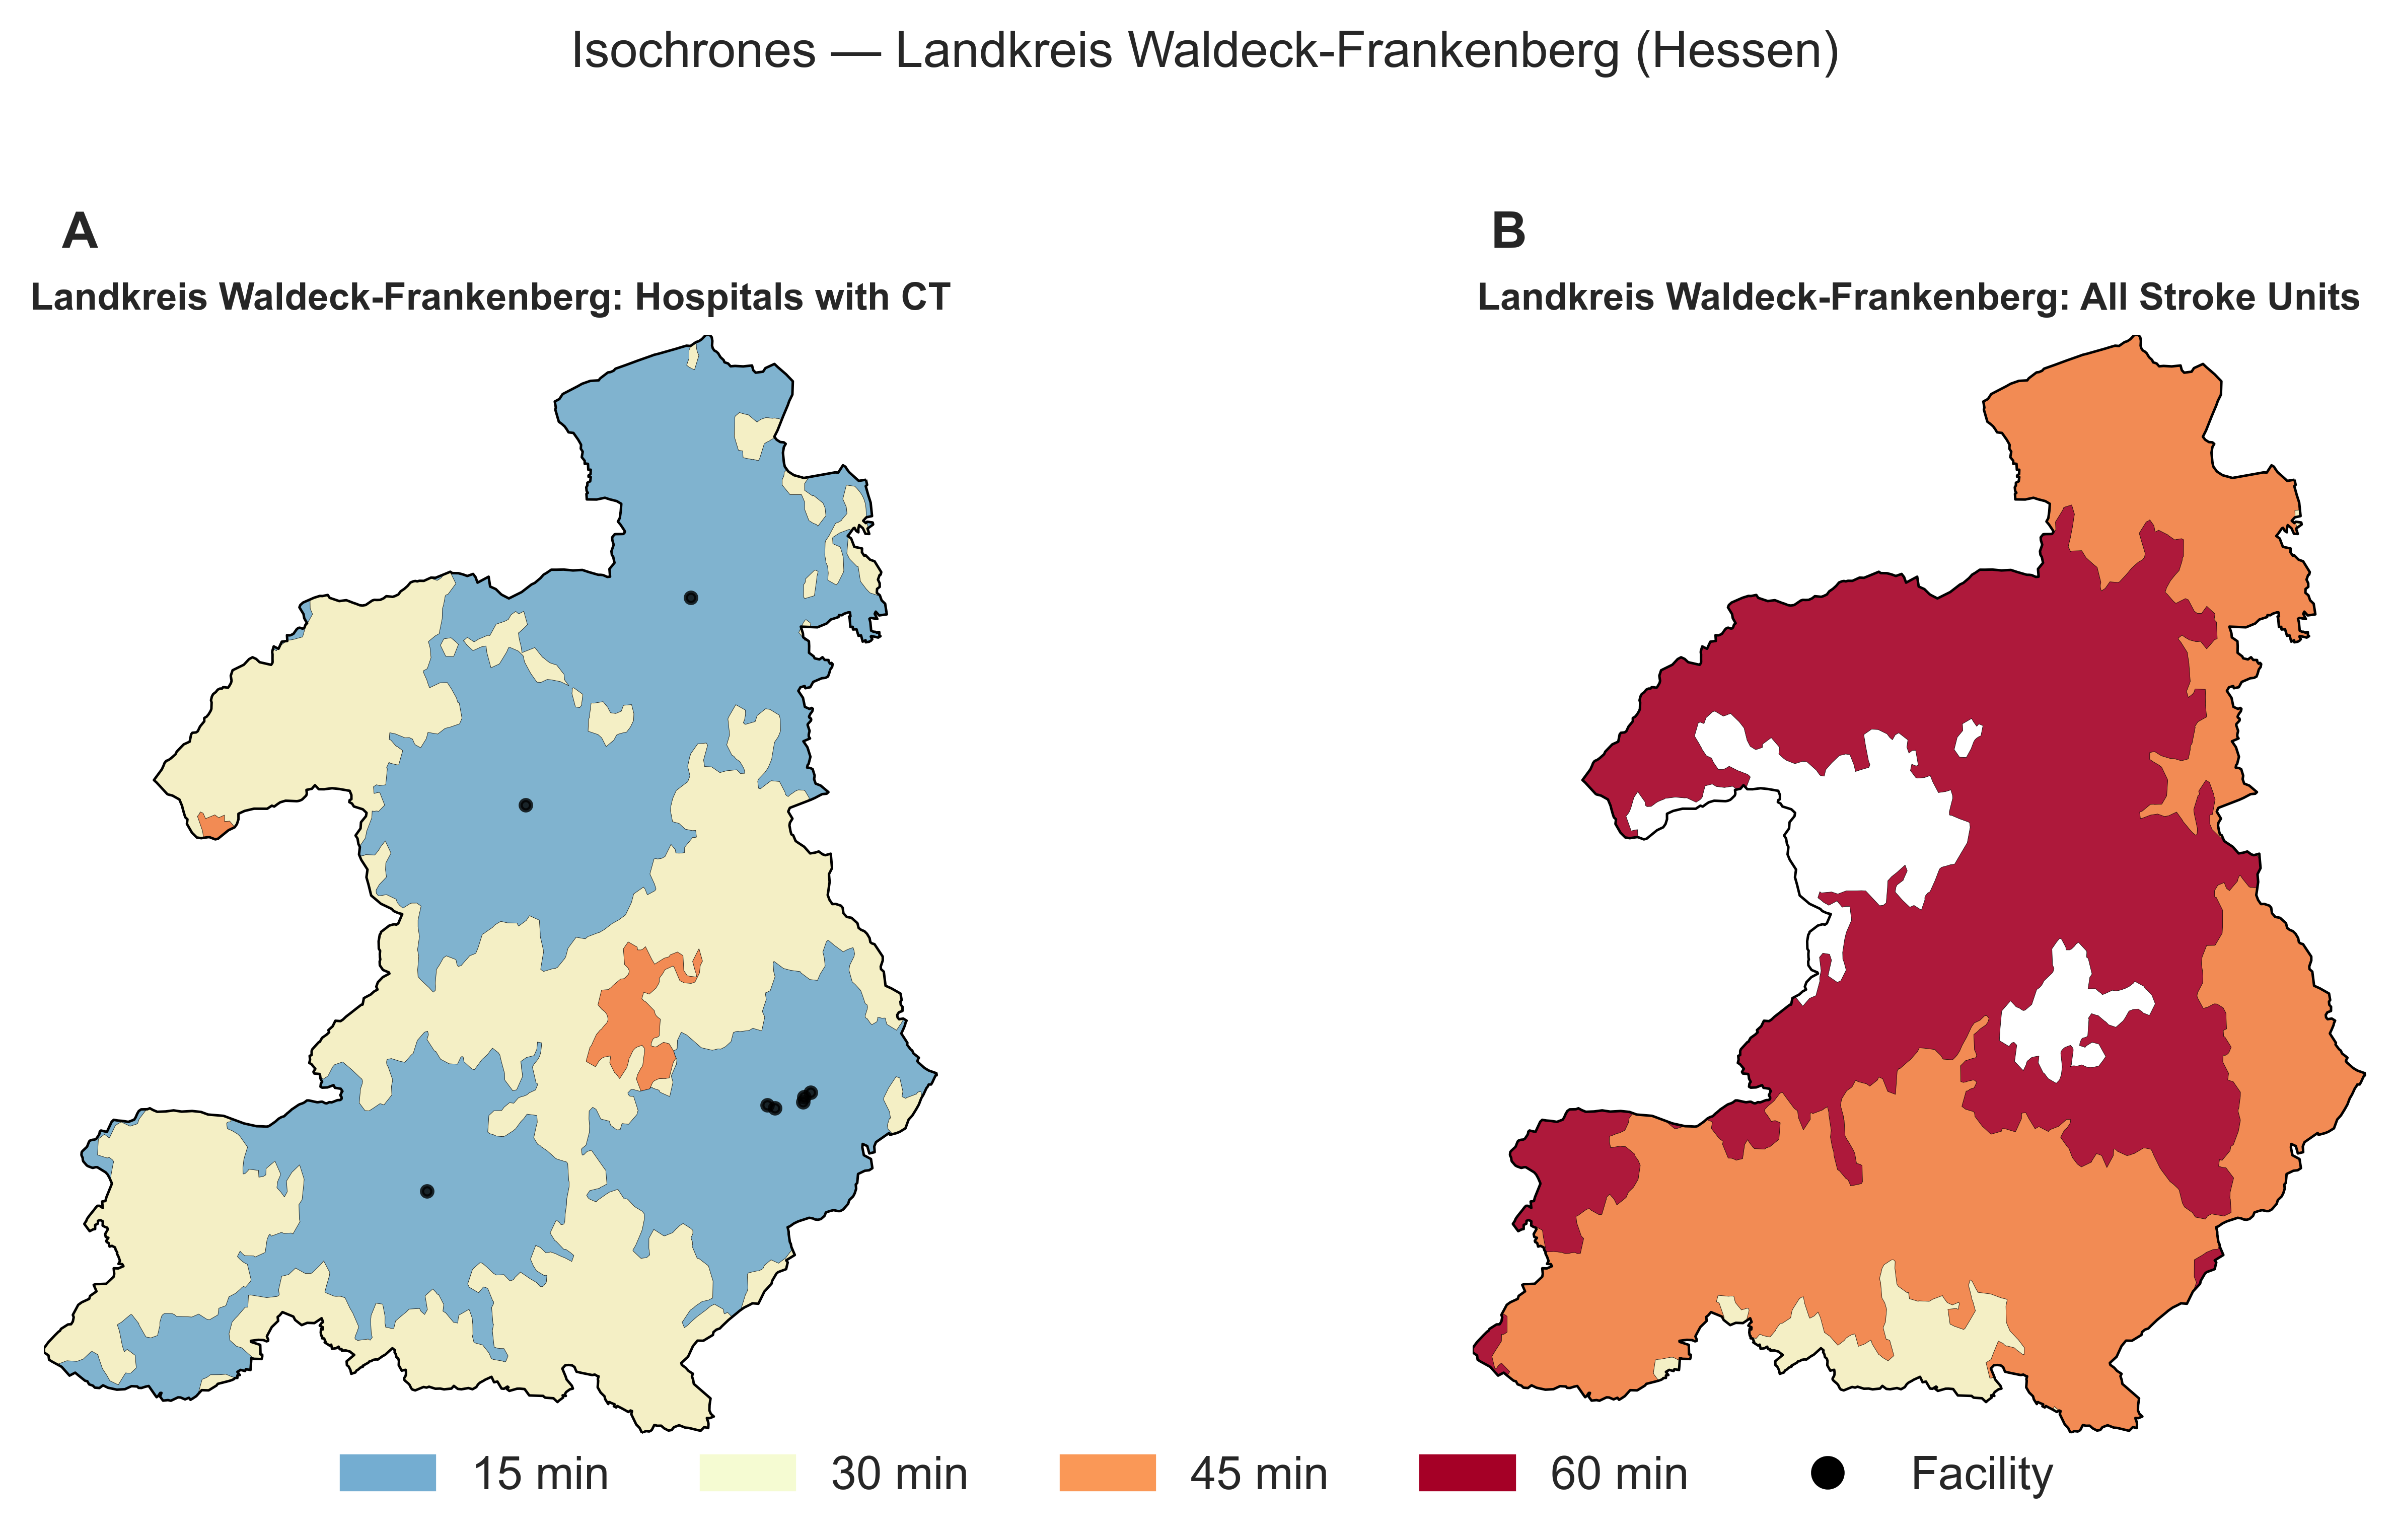 Isochrones — Landkreis Waldeck-Frankenberg (Hessen)
A
Landkreis Waldeck-Frankenberg: Hospitals with CT
B
Landkreis Waldeck-Frankenberg: All Stroke Units
15 min
30 min
45 min
60 min
Facility